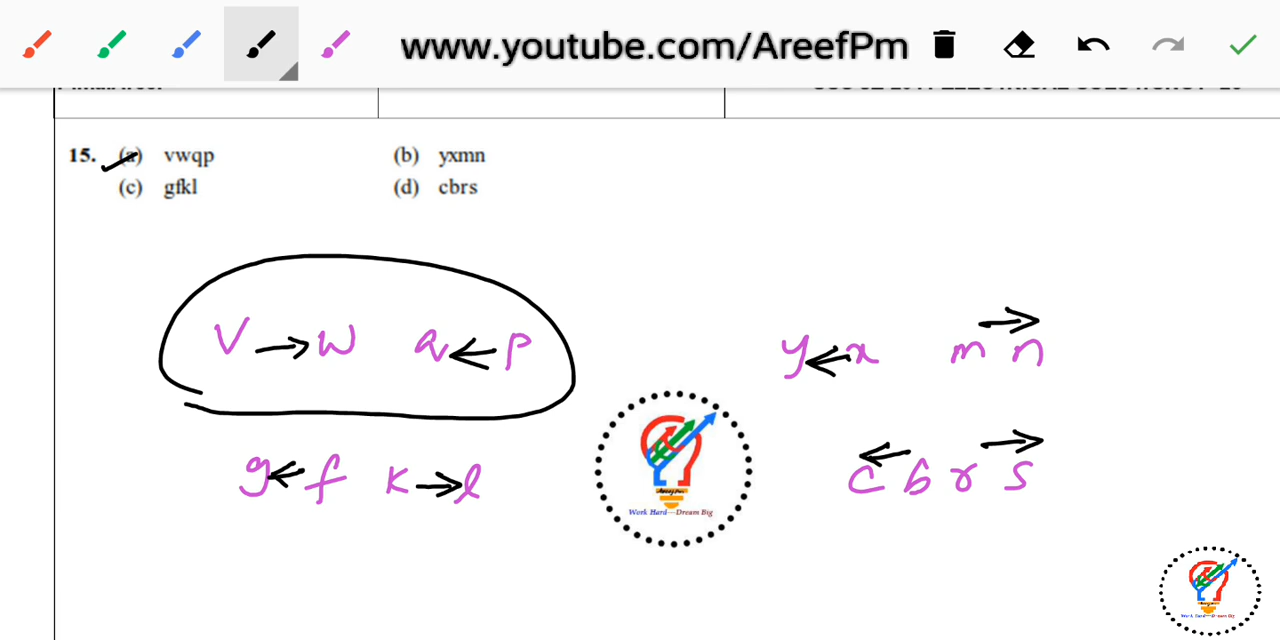 www.youtube.com/AreefPm
15. (a) vwqp (b) yxmn
(c) gfkl (d) cbrs
V → W q ← P y ← x m n
g ← f k → l c b r s
Work Hard—Dream Big